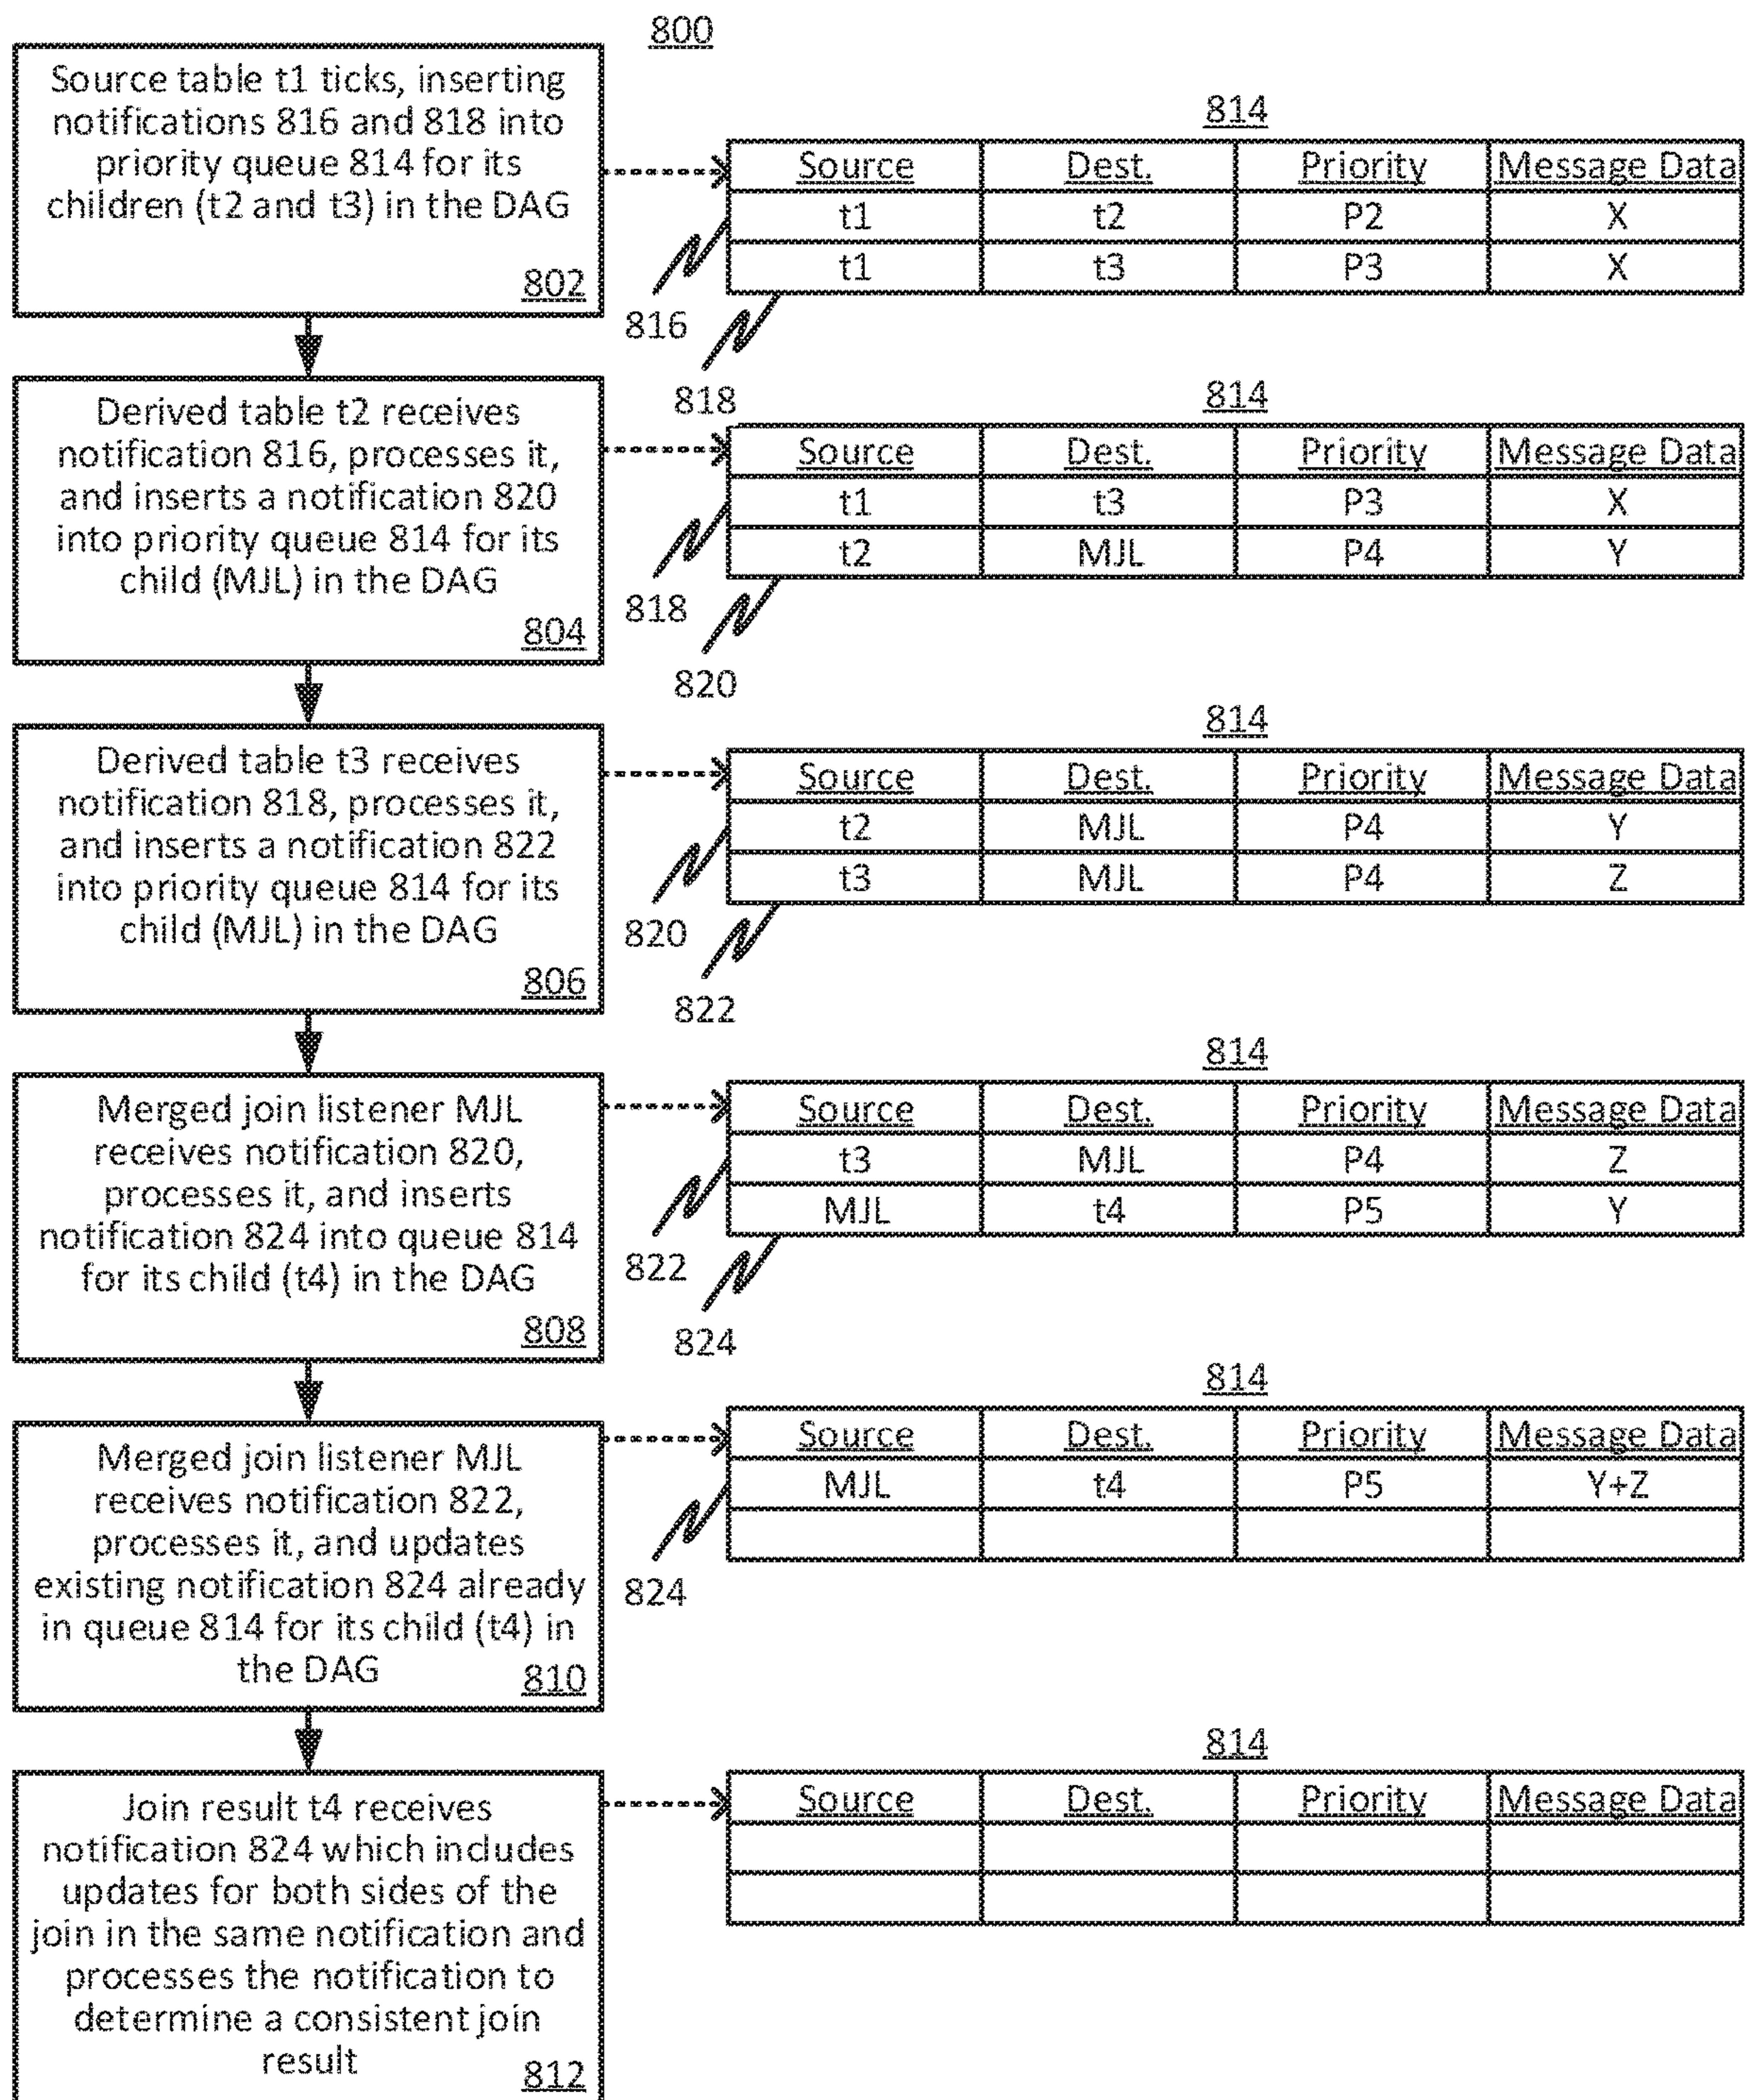 800
Source table t1 ticks, inserting
notifications 816 and 818 into
priority queue 814 for its
children (t2 and t3) in the DAG
802
814
Source Dest. Priority Message Data
t1 t2 P2 X
t1 t3 P3 X
816
818
Derived table t2 receives
notification 816, processes it,
and inserts a notification 820
into priority queue 814 for its
child (MJL) in the DAG
804
814
Source Dest. Priority Message Data
t1 t3 P3 X
t2 MJL P4 Y
818
820
Derived table t3 receives
notification 818, processes it,
and inserts a notification 822
into priority queue 814 for its
child (MJL) in the DAG
806
814
Source Dest. Priority Message Data
t2 MJL P4 Y
t3 MJL P4 Z
820
822
Merged join listener MJL
receives notification 820,
processes it, and inserts
notification 824 into queue 814
for its child (t4) in the DAG
808
814
Source Dest. Priority Message Data
t3 MJL P4 Z
MJL t4 P5 Y
822
824
Merged join listener MJL
receives notification 822,
processes it, and updates
existing notification 824 already
in queue 814 for its child (t4) in
the DAG
810
814
Source Dest. Priority Message Data
MJL t4 P5 Y+Z
824
Join result t4 receives
notification 824 which includes
updates for both sides of the
join in the same notification and
processes the notification to
determine a consistent join
result
812
814
Source Dest. Priority Message Data